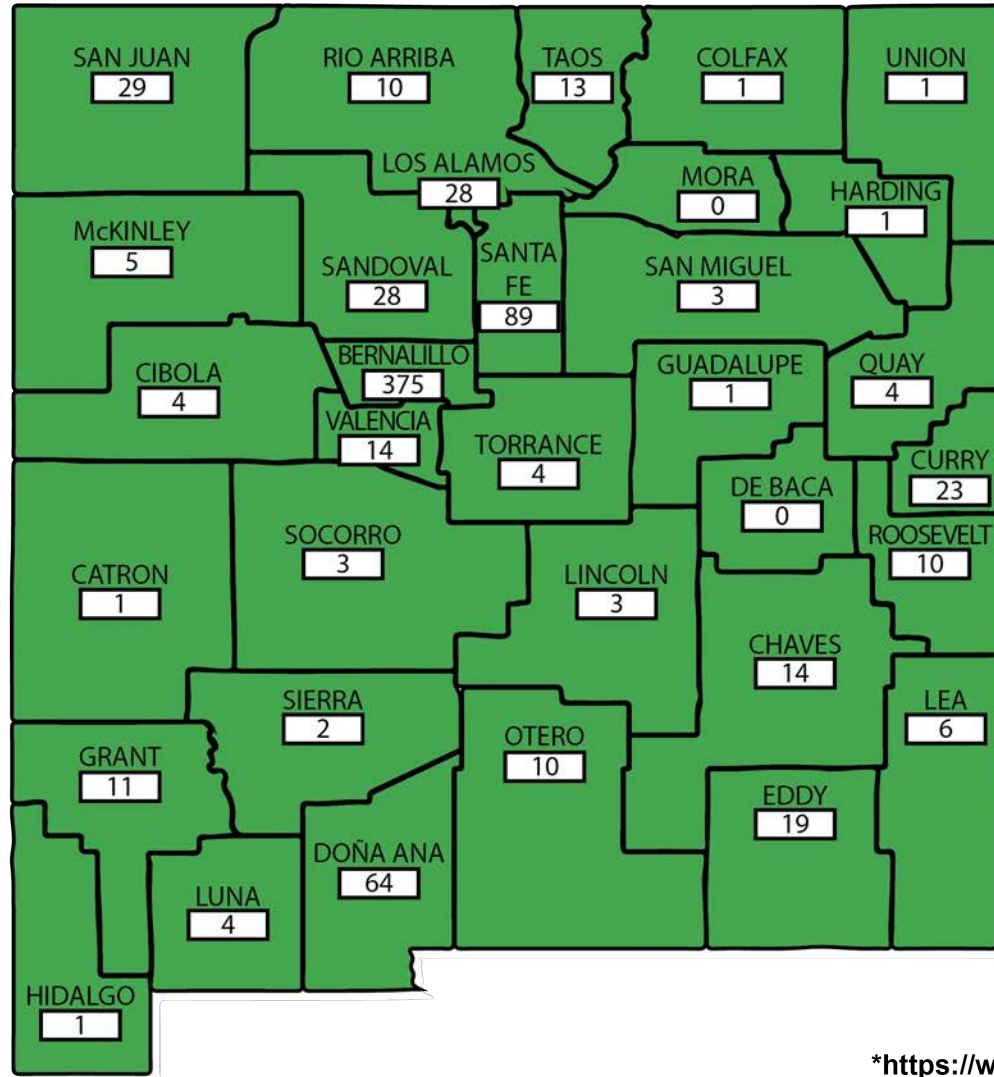 SAN JUAN
29
RIO ARRIBA
10
TAOS
13
COLFAX
1
UNION
1
LOS ALAMOS
28
MORA
0
HARDING
1
McKINLEY
5
SANDOVAL
28
SANTA
FE
89
SAN MIGUEL
3
CIBOLA
4
BERNALILLO
375
GUADALUPE
1
QUAY
4
VALENCIA
14
TORRANCE
4
CURRY
23
DE BACA
0
SOCORRO
3
ROOSEVELT
10
CATRON
1
LINCOLN
3
CHAVES
14
SIERRA
2
LEA
6
GRANT
11
OTERO
10
EDDY
19
DOÑA ANA
64
LUNA
4
HIDALGO
1
*https://w